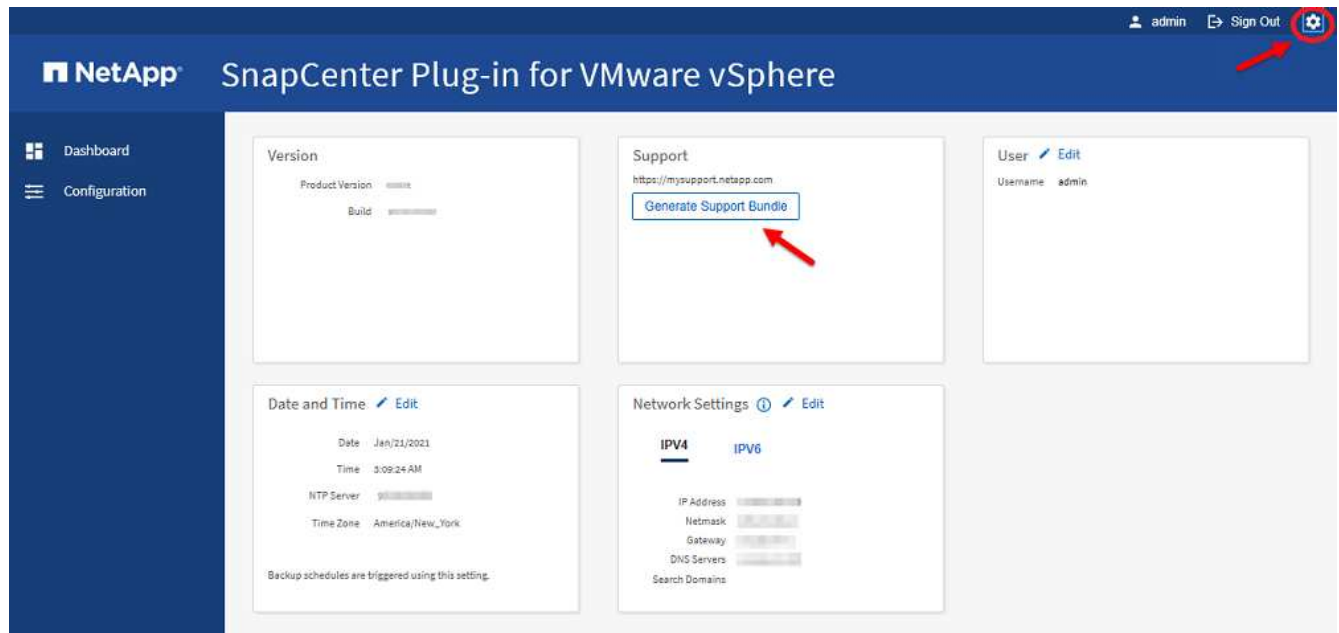 admin Sign Out
NetApp SnapCenter Plug-in for VMware vSphere
Dashboard
Configuration
Version
Product Version
Build
Support
https://mysupport.netapp.com
Generate Support Bundle
User Edit
Username admin
Date and Time Edit
Date Jan/21/2021
Time 3:09:24 AM
NTP Server
Time Zone America/New_York
Backup schedules are triggered using this setting.
Network Settings Edit
IPV4 IPV6
IP Address
Netmask
Gateway
DNS Servers
Search Domains